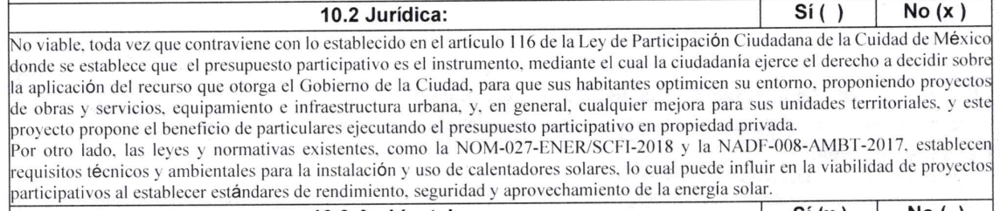 10.2 Jurídica: Sí ( ) No (x )
No viable, toda vez que contraviene con lo establecido en el artículo 116 de la Ley de Participación Ciudadana de la Cuidad de México
donde se establece que el presupuesto participativo es el instrumento, mediante el cual la ciudadanía ejerce el derecho a decidir sobre
la aplicación del recurso que otorga el Gobierno de la Ciudad, para que sus habitantes optimicen su entorno, proponiendo proyectos
de obras y servicios, equipamiento e infraestructura urbana, y, en general, cualquier mejora para sus unidades territoriales, y este
proyecto propone el beneficio de particulares ejecutando el presupuesto participativo en propiedad privada.
Por otro lado, las leyes y normativas existentes, como la NOM-027-ENER/SCFI-2018 y la NADF-008-AMBT-2017, establecen
requisitos técnicos y ambientales para la instalación y uso de calentadores solares, lo cual puede influir en la viabilidad de proyectos
participativos al establecer estándares de rendimiento, seguridad y aprovechamiento de la energía solar.